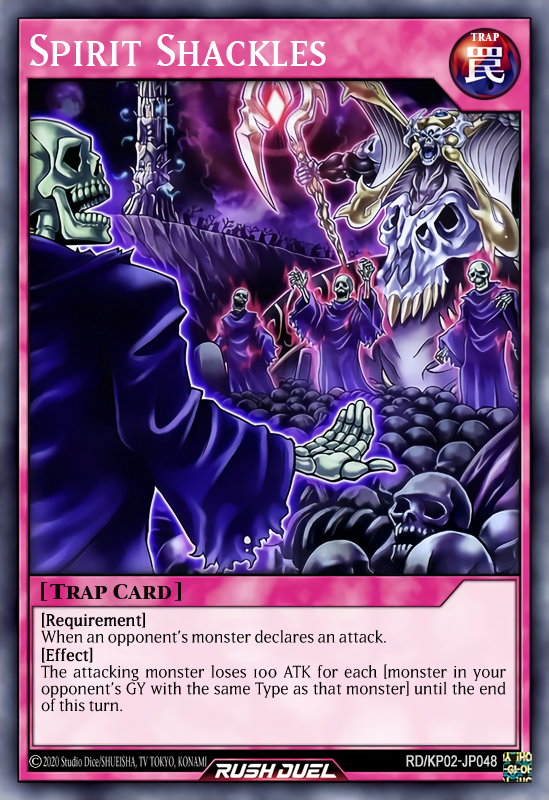 Spirit Shackles
TRAP
罠
[Trap Card]
[Requirement]
When an opponent's monster declares an attack.
[Effect]
The attacking monster loses 100 ATK for each [monster in your
opponent's GY with the same Type as that monster] until the end
of this turn.
©2020 Studio Dice/SHUEISHA, TV TOKYO, KONAMI
RUSH DUEL
RD/KP02-JP048